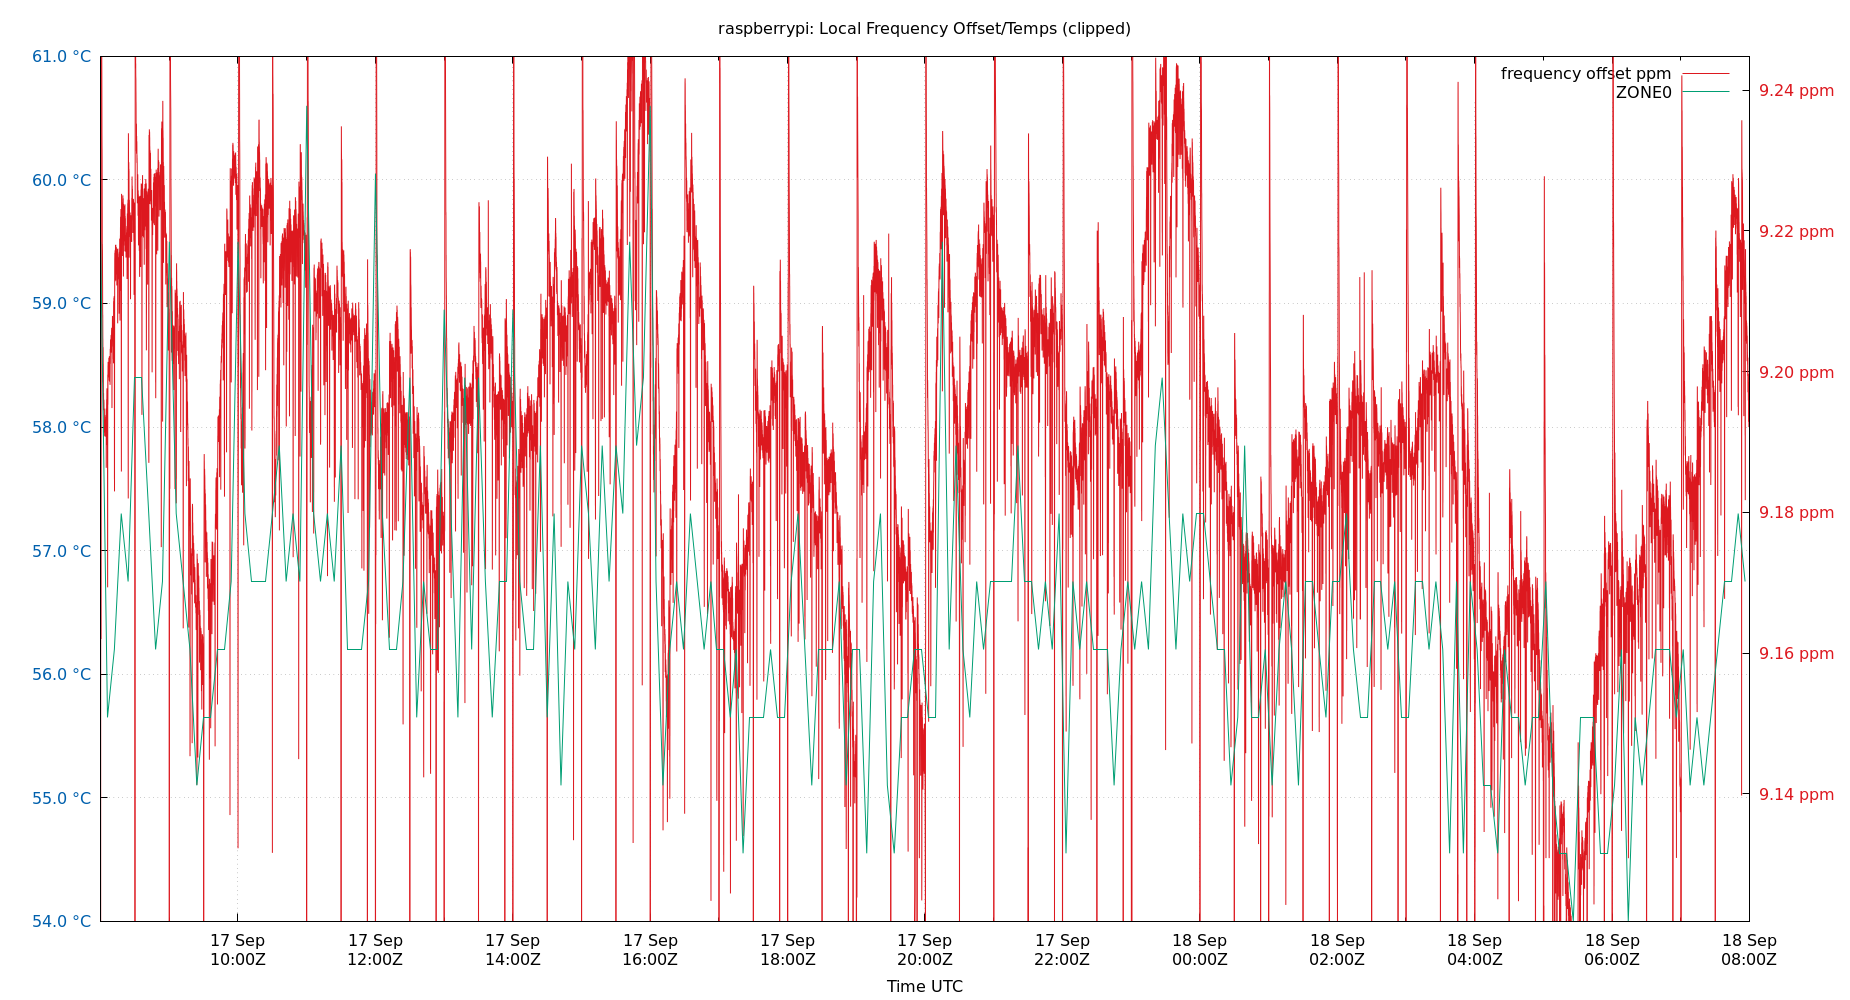 raspberrypi: Local Frequency Offset/Temps (clipped)
61.0 °C
60.0 °C
59.0 °C
58.0 °C
57.0 °C
56.0 °C
55.0 °C
54.0 °C
frequency offset ppm
ZONE0
9.24 ppm
9.22 ppm
9.20 ppm
9.18 ppm
9.16 ppm
9.14 ppm
17 Sep
10:00Z
17 Sep
12:00Z
17 Sep
14:00Z
17 Sep
16:00Z
17 Sep
18:00Z
17 Sep
20:00Z
17 Sep
22:00Z
18 Sep
00:00Z
18 Sep
02:00Z
18 Sep
04:00Z
18 Sep
06:00Z
18 Sep
08:00Z
Time UTC